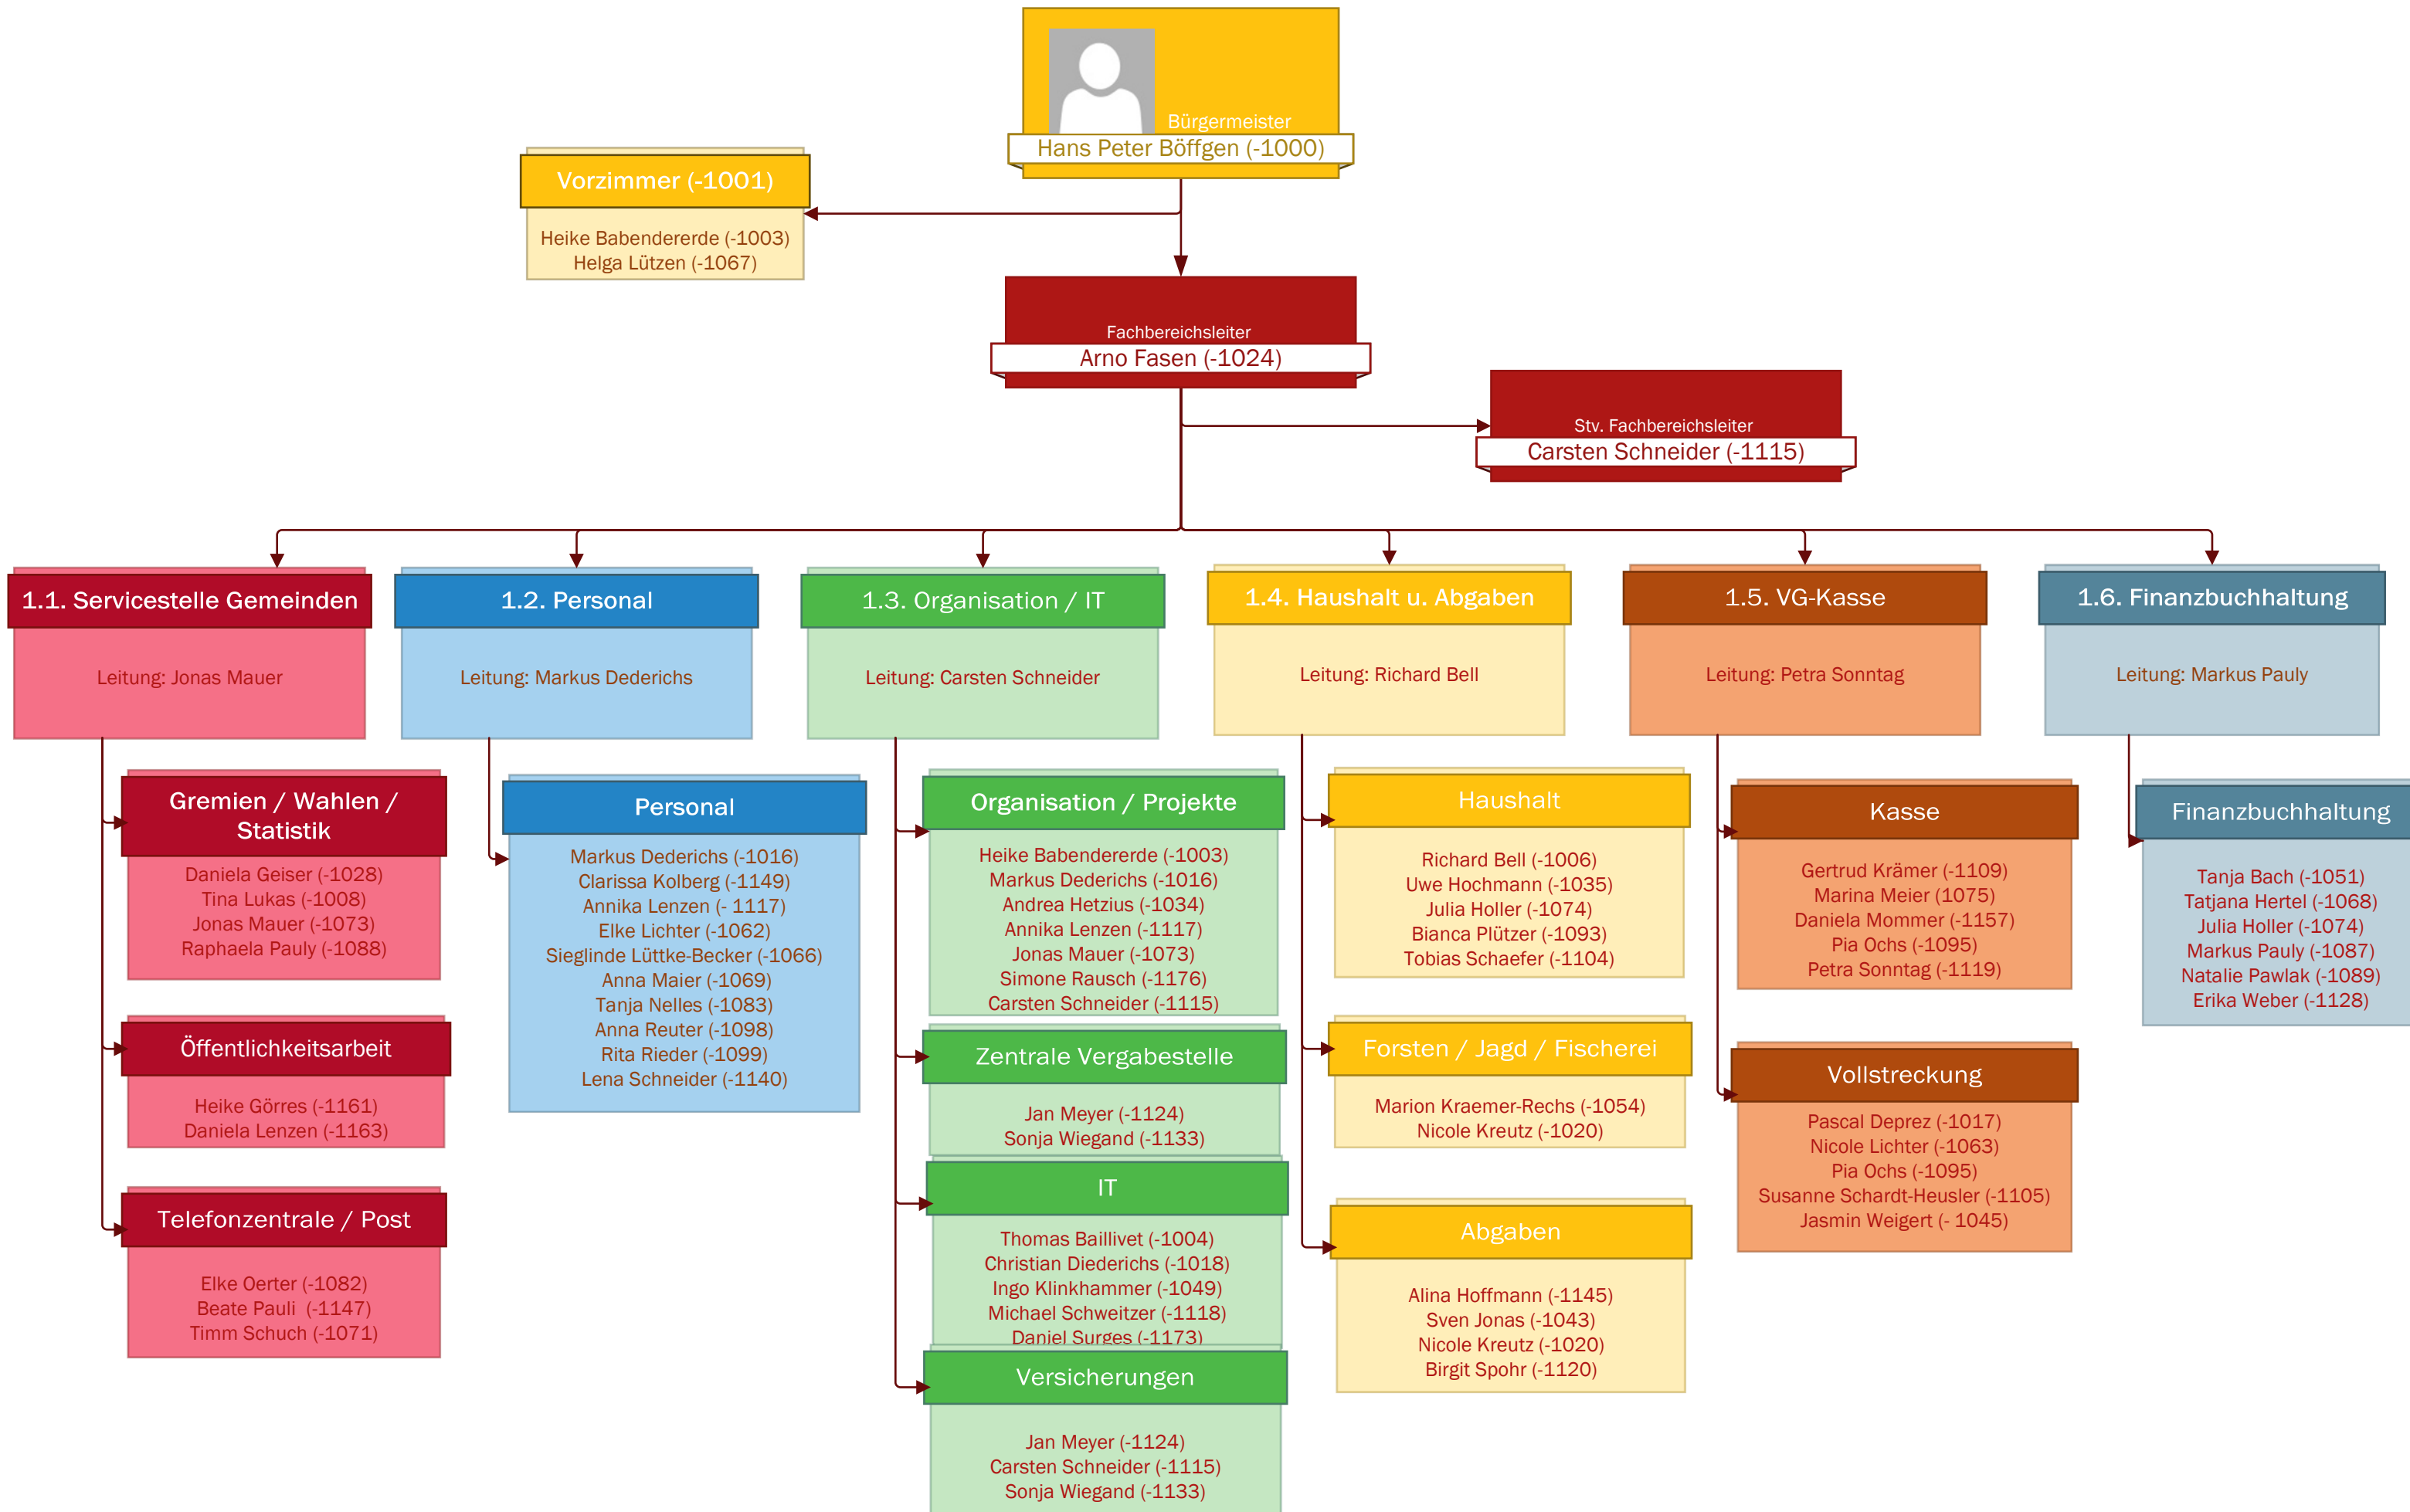 Bürgermeister
Hans Peter Böffgen (-1000)
Vorzimmer (-1001)
Heike Babendererde (-1003)
Helga Lützen (-1067)
Fachbereichsleiter
Arno Fasen (-1024)
Stv. Fachbereichsleiter
Carsten Schneider (-1115)
1.1. Servicestelle Gemeinden
Leitung: Jonas Mauer
Gremien / Wahlen /
Statistik
Daniela Geiser (-1028)
Tina Lukas (-1008)
Jonas Mauer (-1073)
Raphaela Pauly (-1088)
Öffentlichkeitsarbeit
Heike Görres (-1161)
Daniela Lenzen (-1163)
Telefonzentrale / Post
Elke Oerter (-1082)
Beate Pauli  (-1147)
Timm Schuch (-1071)
1.2. Personal
Leitung: Markus Dederichs
Personal
Markus Dederichs (-1016)
Clarissa Kolberg (-1149)
Annika Lenzen (- 1117)
Elke Lichter (-1062)
Sieglinde Lüttke-Becker (-1066)
Anna Maier (-1069)
Tanja Nelles (-1083)
Anna Reuter (-1098)
Rita Rieder (-1099)
Lena Schneider (-1140)
1.3. Organisation / IT
Leitung: Carsten Schneider
Organisation / Projekte
Heike Babendererde (-1003)
Markus Dederichs (-1016)
Andrea Hetzius (-1034)
Annika Lenzen (-1117)
Jonas Mauer (-1073)
Simone Rausch (-1176)
Carsten Schneider (-1115)
Zentrale Vergabestelle
Jan Meyer (-1124)
Sonja Wiegand (-1133)
IT
Thomas Baillivet (-1004)
Christian Diederichs (-1018)
Ingo Klinkhammer (-1049)
Michael Schweitzer (-1118)
Daniel Surges (-1173)
Versicherungen
Jan Meyer (-1124)
Carsten Schneider (-1115)
Sonja Wiegand (-1133)
1.4. Haushalt u. Abgaben
Leitung: Richard Bell
Haushalt
Richard Bell (-1006)
Uwe Hochmann (-1035)
Julia Holler (-1074)
Bianca Plützer (-1093)
Tobias Schaefer (-1104)
Forsten / Jagd / Fischerei
Marion Kraemer-Rechs (-1054)
Nicole Kreutz (-1020)
Abgaben
Alina Hoffmann (-1145)
Sven Jonas (-1043)
Nicole Kreutz (-1020)
Birgit Spohr (-1120)
1.5. VG-Kasse
Leitung: Petra Sonntag
Kasse
Gertrud Krämer (-1109)
Marina Meier (1075)
Daniela Mommer (-1157)
Pia Ochs (-1095)
Petra Sonntag (-1119)
Vollstreckung
Pascal Deprez (-1017)
Nicole Lichter (-1063)
Pia Ochs (-1095)
Susanne Schardt-Heusler (-1105)
Jasmin Weigert (- 1045)
1.6. Finanzbuchhaltung
Leitung: Markus Pauly
Finanzbuchhaltung
Tanja Bach (-1051)
Tatjana Hertel (-1068)
Julia Holler (-1074)
Markus Pauly (-1087)
Natalie Pawlak (-1089)
Erika Weber (-1128)